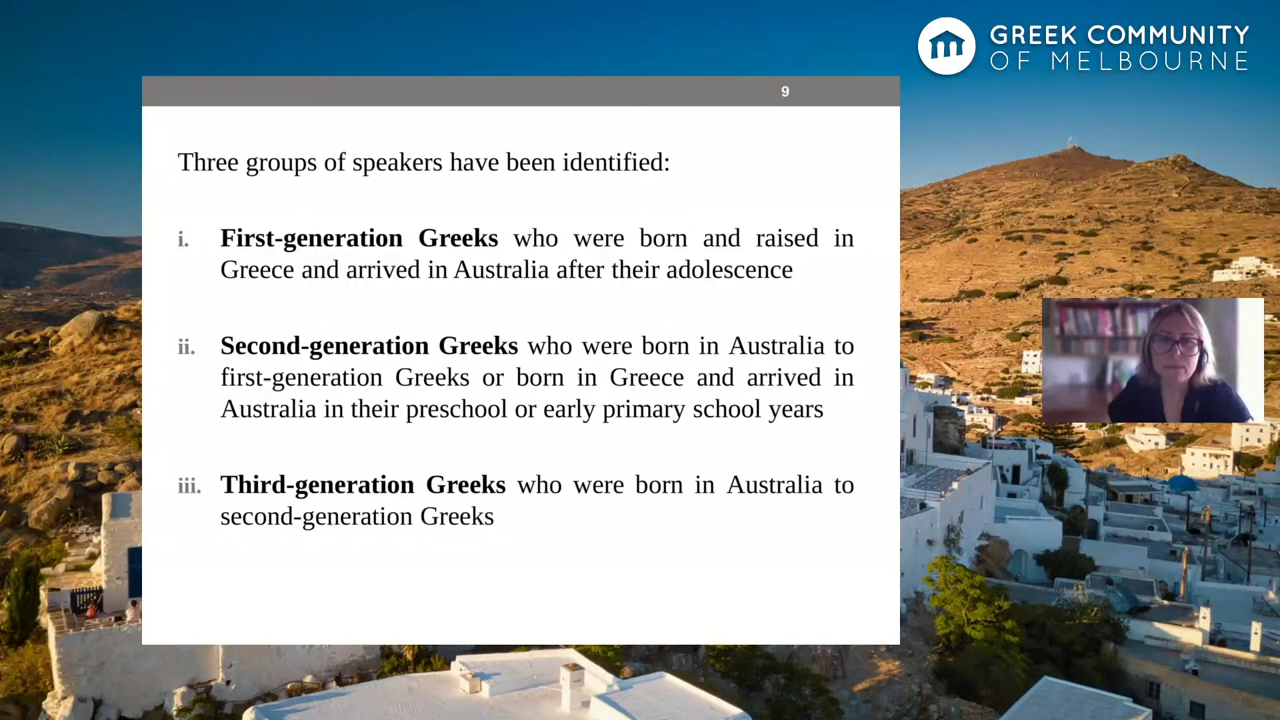 GREEK COMMUNITY
OF MELBOURNE
9
Three groups of speakers have been identified:
i. First-generation Greeks who were born and raised in
Greece and arrived in Australia after their adolescence
ii. Second-generation Greeks who were born in Australia to
first-generation Greeks or born in Greece and arrived in
Australia in their preschool or early primary school years
iii. Third-generation Greeks who were born in Australia to
second-generation Greeks